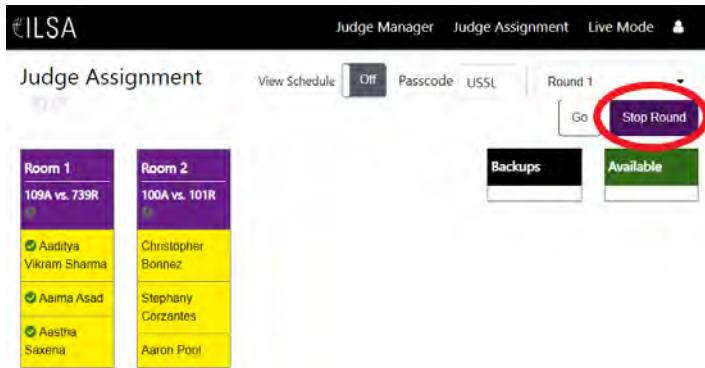 ILSA
Judge Manager Judge Assignment Live Mode
Judge Assignment
View Schedule Off Passcode USSL Round 1
Go Stop Round
Room 1
109A vs. 739R
Aaditya
Vikram Sharma
Aaima Asad
Aastha
Saxena
Room 2
100A vs. 101R
Christopher
Bonnez
Stephany
Corzantes
Aaron Pool
Backups
Available